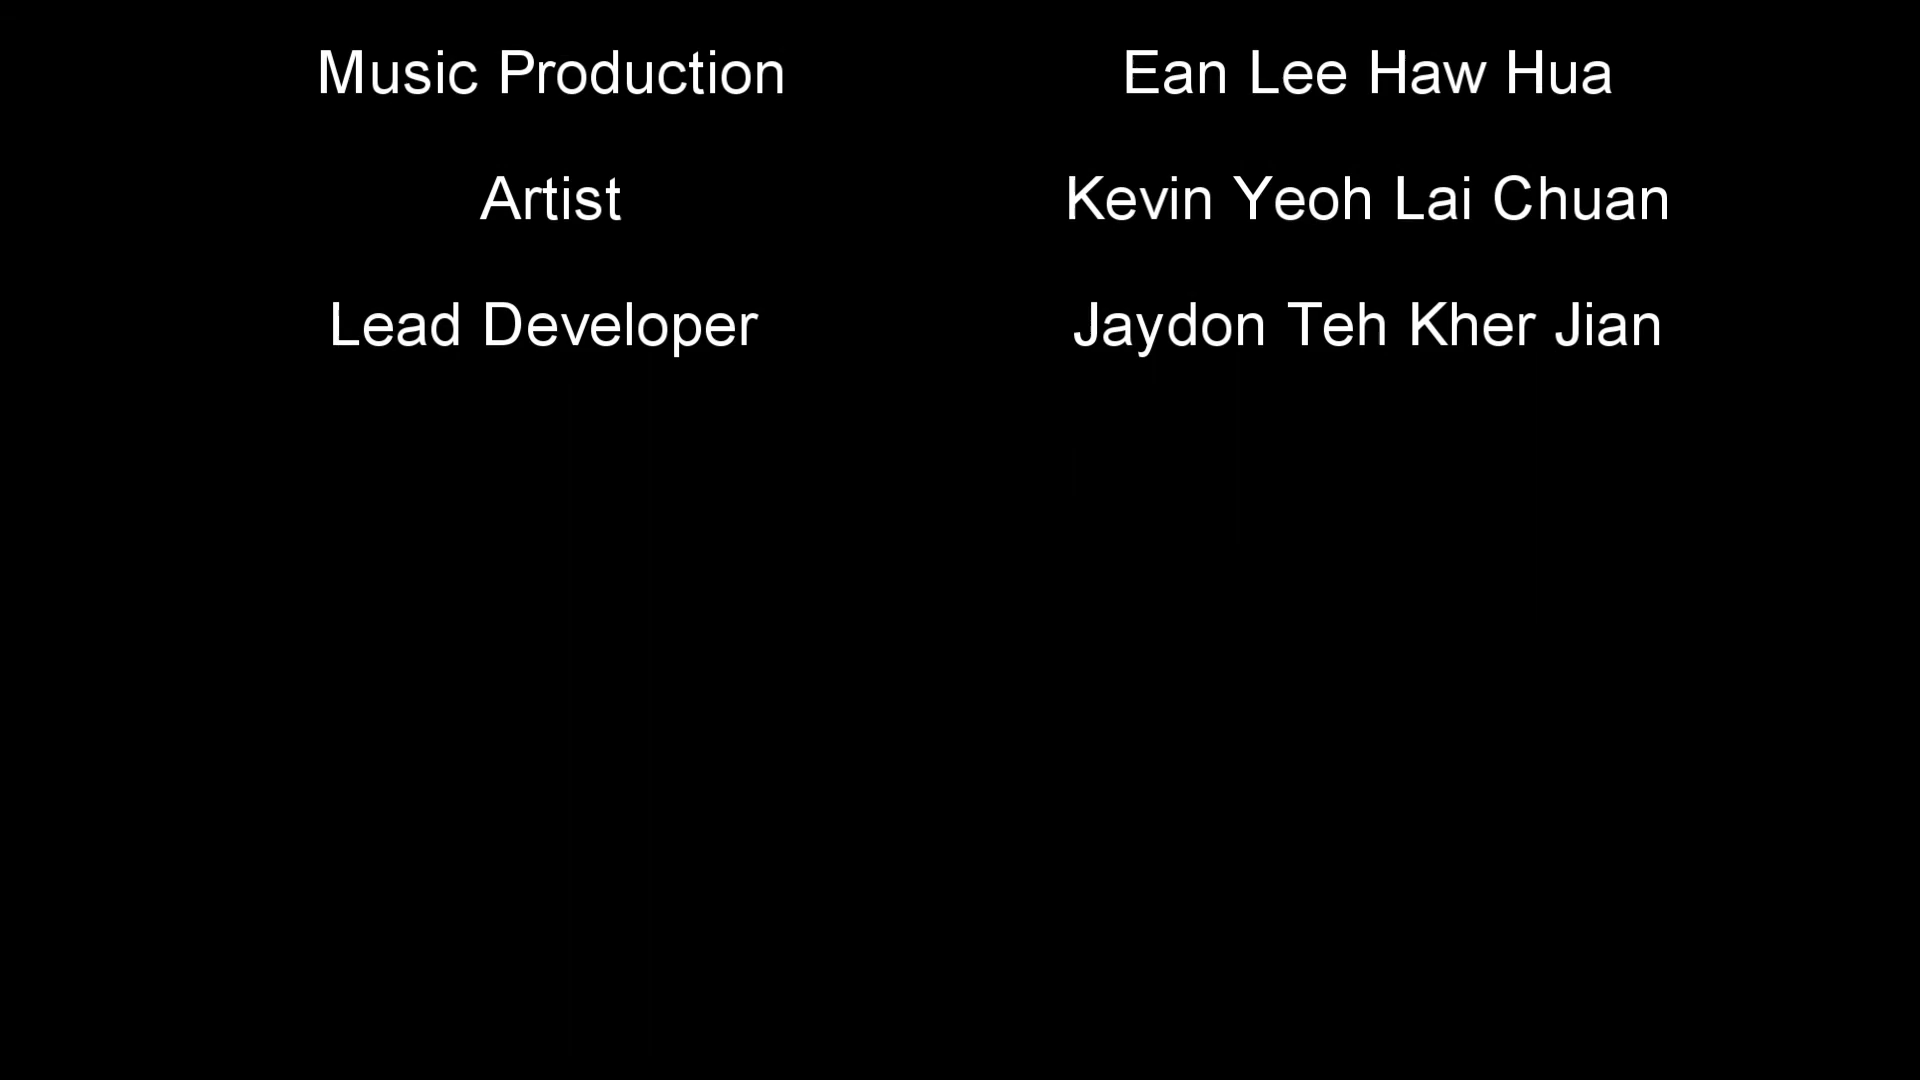 Music Production Ean Lee Haw Hua
Artist Kevin Yeoh Lai Chuan
Lead Developer Jaydon Teh Kher Jian